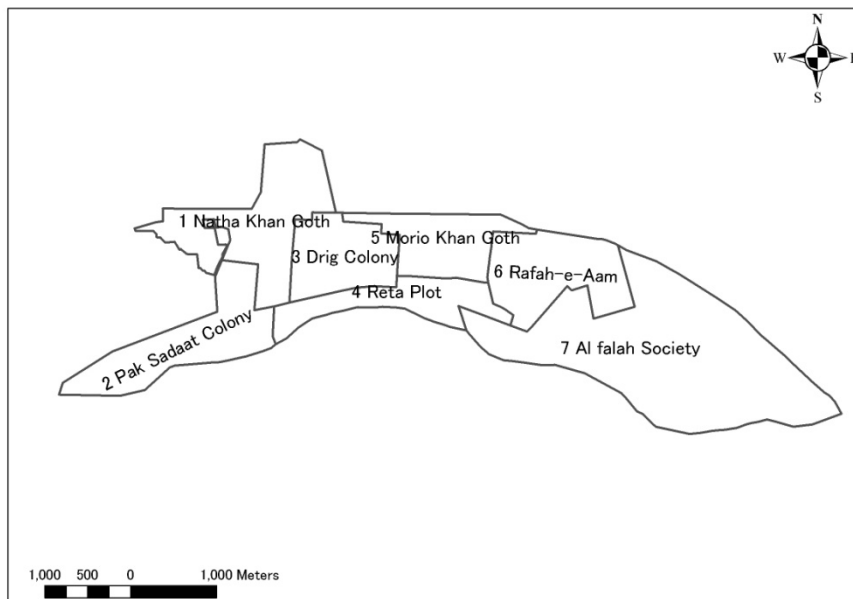 N
W
E
S
1 Natha Khan Goth
5 Morio Khan Goth
3 Drig Colony
6 Rafah-e-Aam
4 Reta Plot
2 Pak Sadaat Colony
7 Al falah Society
1,000 500 0 1,000 Meters